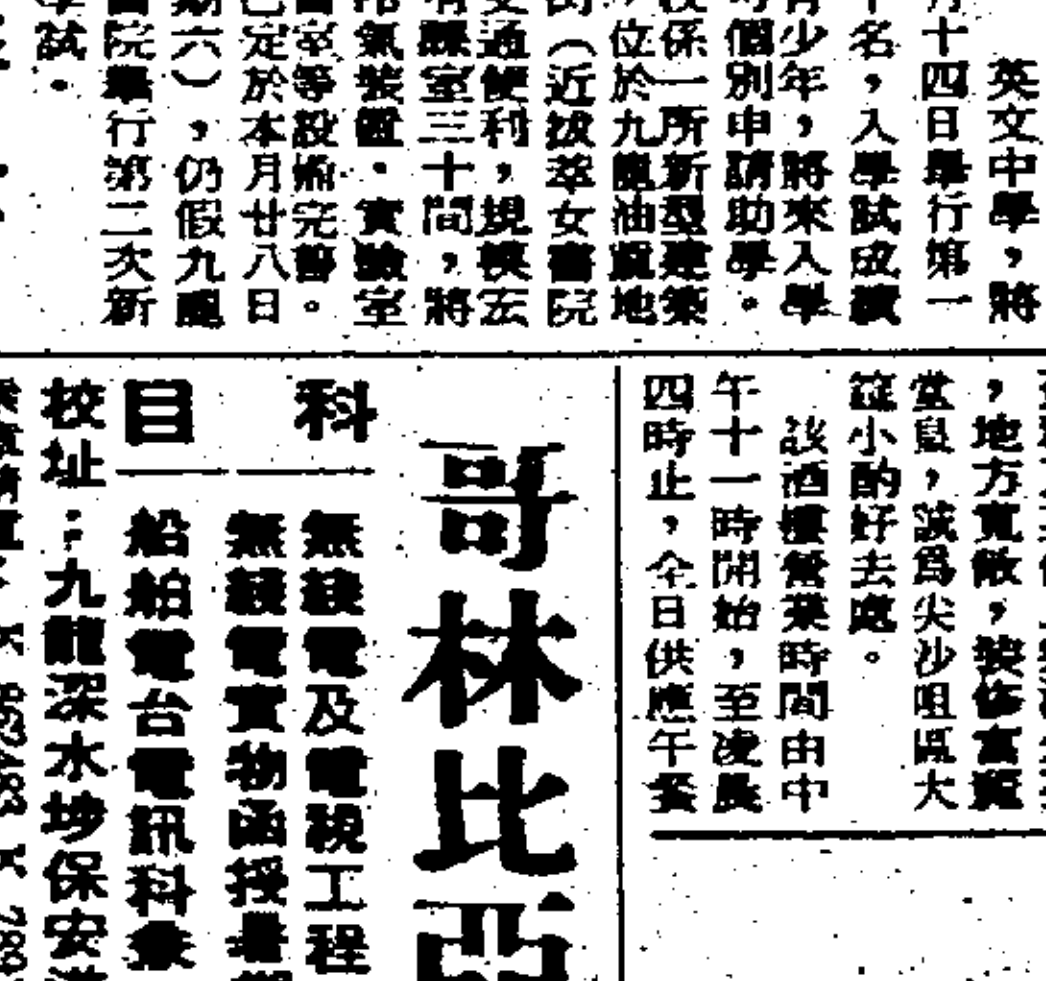 英文中學，將
月十四日舉行第一
名，入學試成績
青少年，將來入學
個別申請助學。
校係一所新型建築
，位於九龍油蔴地
街（近拔萃女書院
交通便利，規模宏
有課室三十間，將
冷氣裝置。實驗室
室等設備完善。
已定於本月廿八日
期六），仍假九龍
書院舉行第二次新
學試。
，地方寬敞，裝修富麗
堂皇，誠爲尖沙咀區大
筵小酌好去處。
該酒樓營業時間由中
午十一時開始，至凌晨
四時止，全日供應午餐
哥林比亞
科目
無線電及電視工程
無線電實物函授
船舶電台電訊科
校址：九龍深水埗保安道